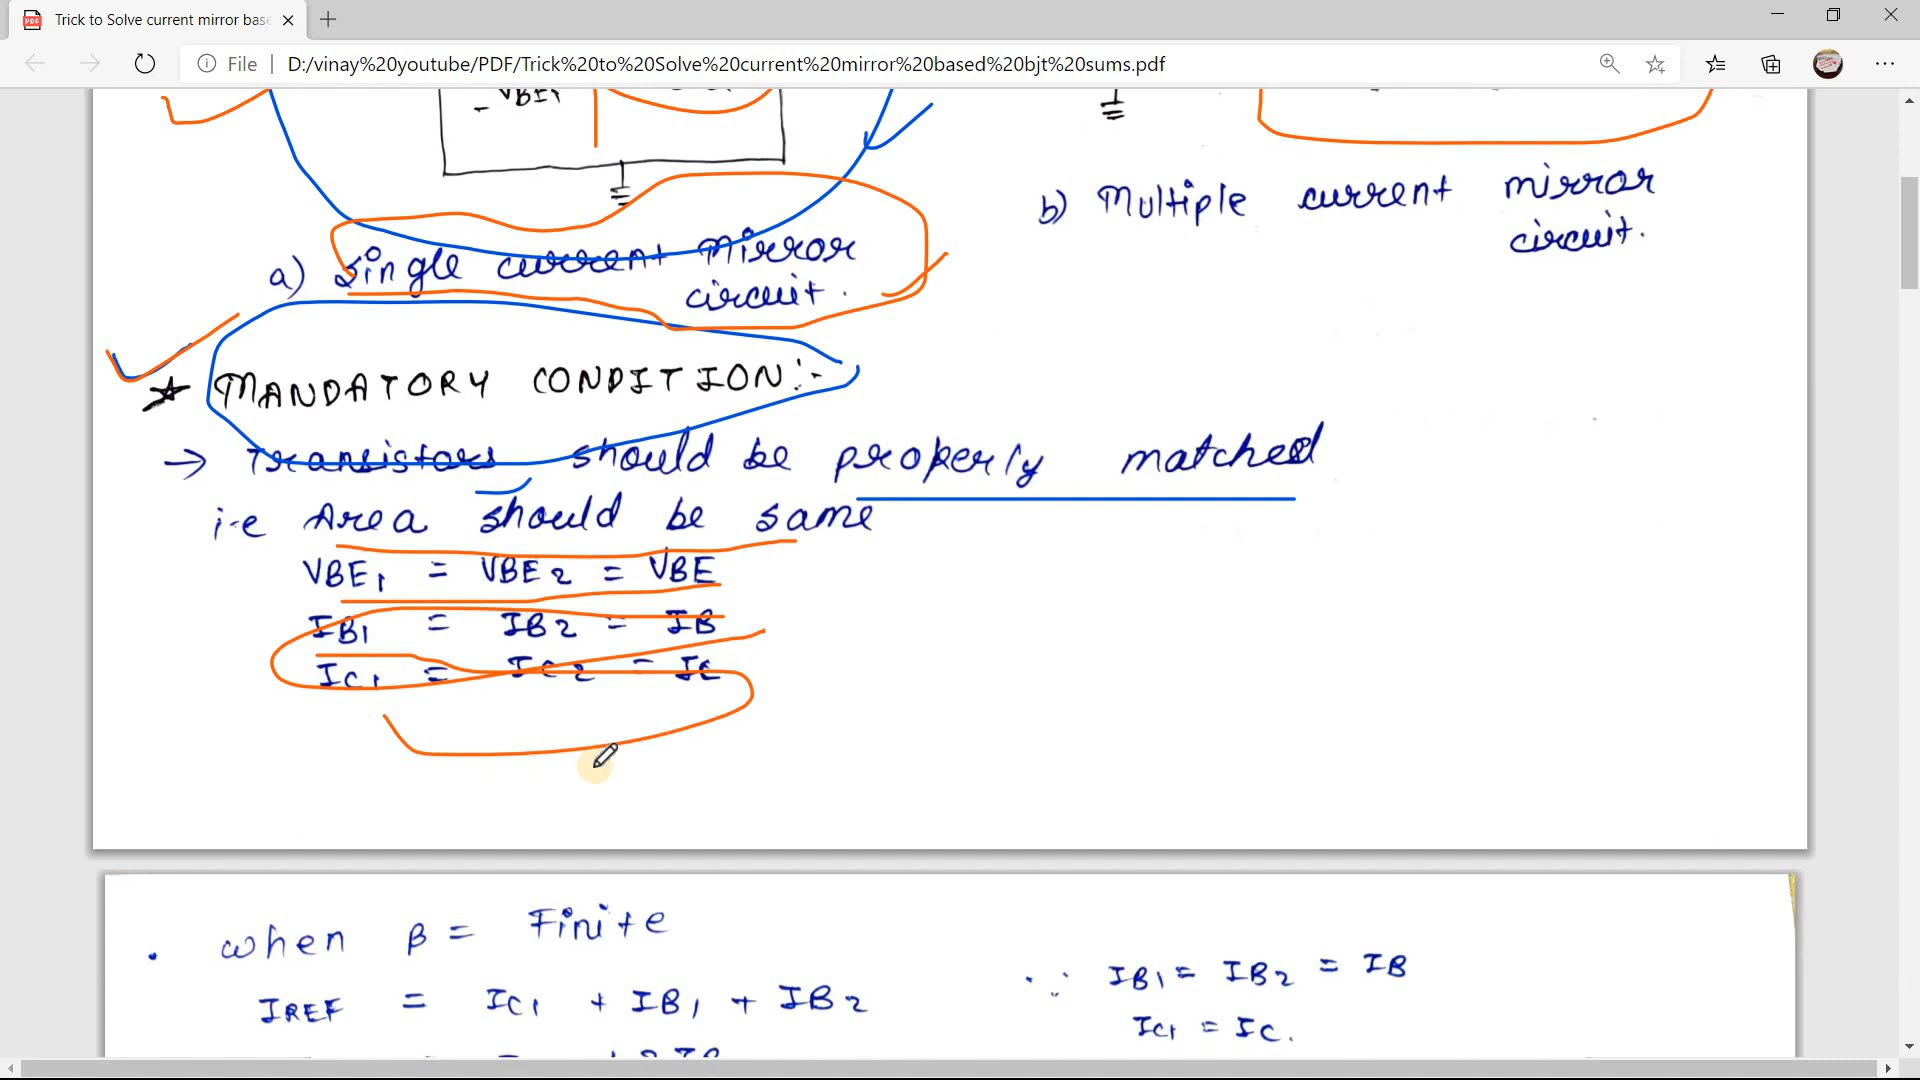 Trick to Solve current mirror base
File
D:/vinay%20youtube/PDF/Trick%20to%20Solve%20current%20mirror%20based%20bjt%20sums.pdf
- VBE1
a) Single current mirror
circuit.
b) Multiple current mirror
circuit.
★ MANDATORY CONDITION:-
→ Transistors should be properly matched
i.e Area should be same
VBE1 = VBE2 = VBE
IB1 = IB2 = IB
IC1 = IC2 = IC
• when β = Finite
IREF = IC1 + IB1 + IB2
∵ IB1 = IB2 = IB
IC1 = IC.